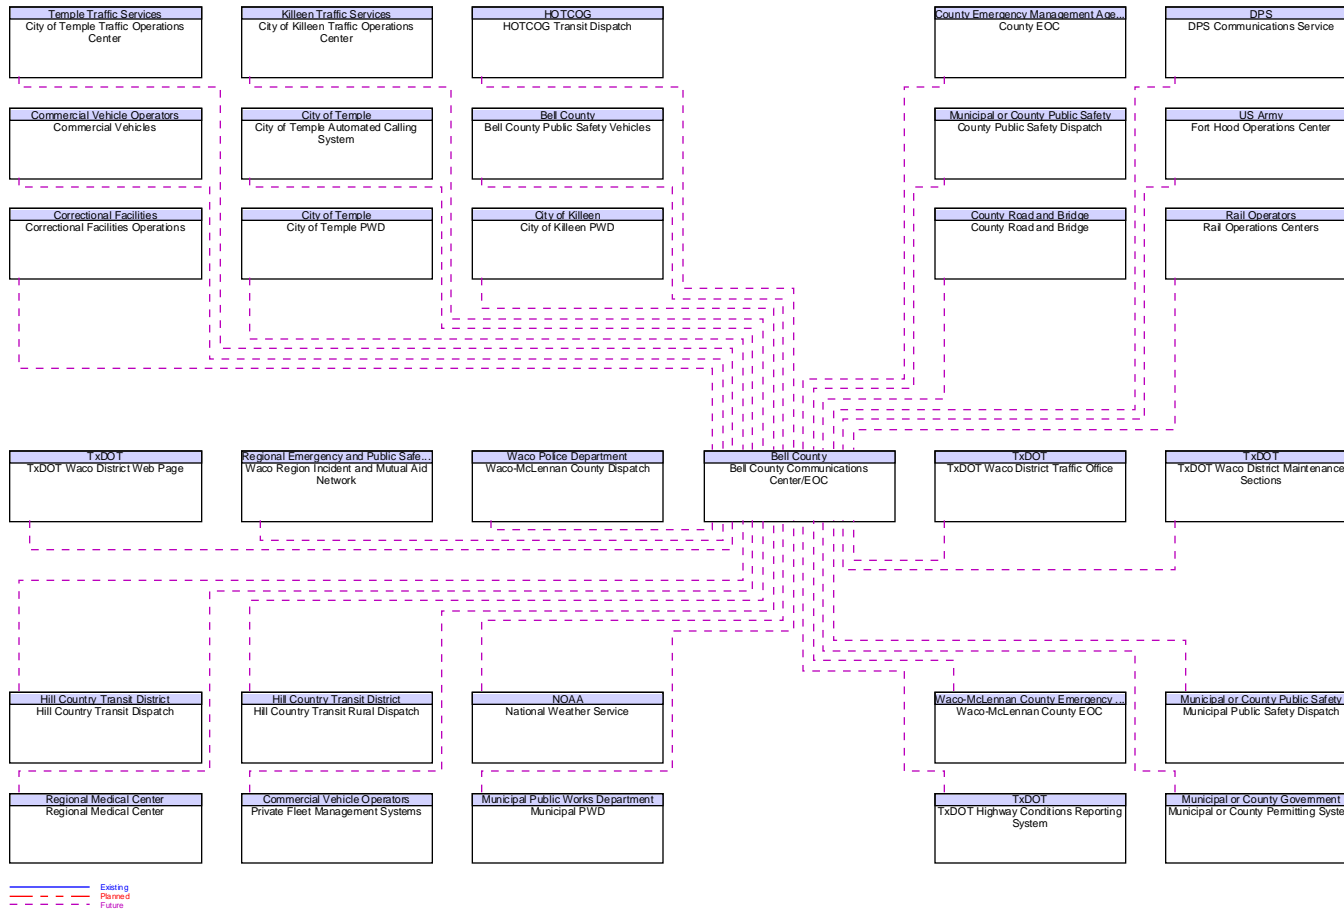 Temple Traffic Services
City of Temple Traffic Operations
Center
Killeen Traffic Services
City of Killeen Traffic Operations
Center
HOTCOG
HOTCOG Transit Dispatch
County Emergency Management Age...
County EOC
DPS
DPS Communications Service
Commercial Vehicle Operators
Commercial Vehicles
City of Temple
City of Temple Automated Calling
System
Bell County
Bell County Public Safety Vehicles
Municipal or County Public Safety
County Public Safety Dispatch
US Army
Fort Hood Operations Center
Correctional Facilities
Correctional Facilities Operations
City of Temple
City of Temple PWD
City of Killeen
City of Killeen PWD
County Road and Bridge
County Road and Bridge
Rail Operators
Rail Operations Centers
TxDOT
TxDOT Waco District Web Page
Regional Emergency and Public Safe...
Waco Region Incident and Mutual Aid
Network
Waco Police Department
Waco-McLennan County Dispatch
Bell County
Bell County Communications
Center/EOC
TxDOT
TxDOT Waco District Traffic Office
TxDOT
TxDOT Waco District Maintenance
Sections
Hill Country Transit District
Hill Country Transit Dispatch
Hill Country Transit District
Hill Country Transit Rural Dispatch
NOAA
National Weather Service
Waco-McLennan County Emergency ...
Waco-McLennan County EOC
Municipal or County Public Safety
Municipal Public Safety Dispatch
Regional Medical Center
Regional Medical Center
Commercial Vehicle Operators
Private Fleet Management Systems
Municipal Public Works Department
Municipal PWD
TxDOT
TxDOT Highway Conditions Reporting
System
Municipal or County Government
Municipal or County Permitting Syste
Existing
Planned
Future